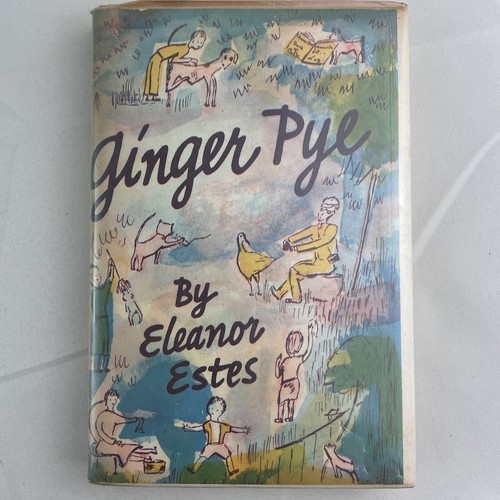 Ginger Pye
By
Eleanor
Estes